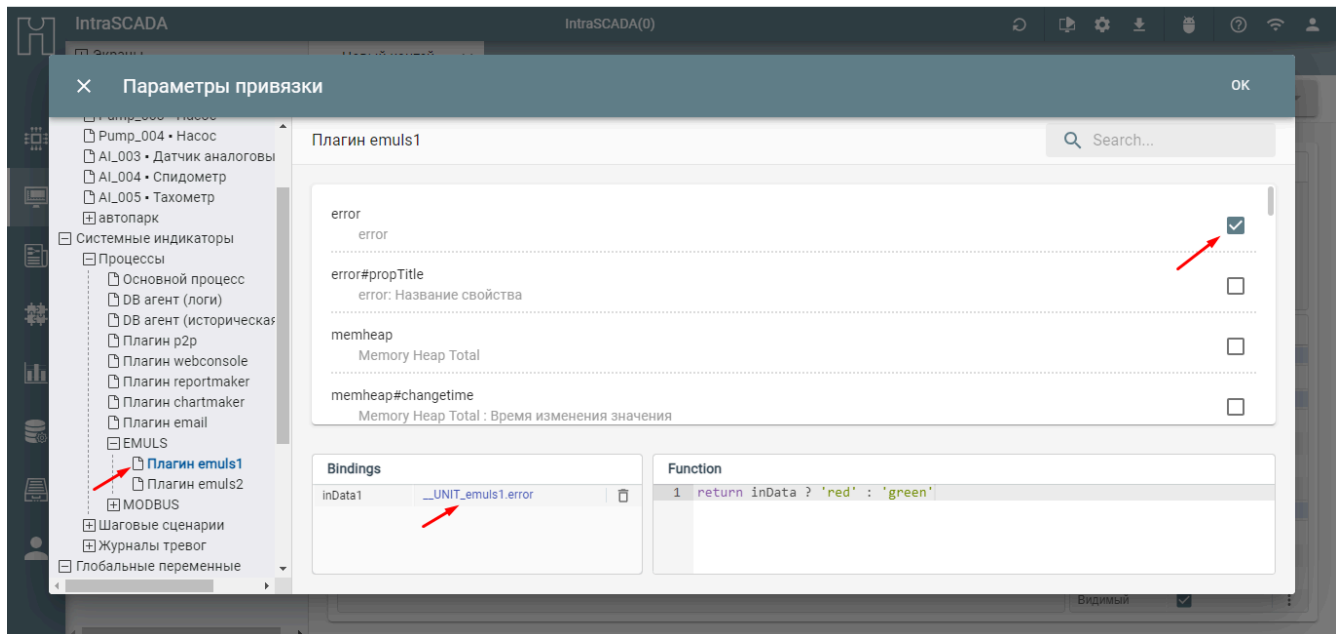 IntraSCADA
IntraSCADA(0)
Экраны
Параметры привязки
OK
Pump_004 • Насос
AI_003 • Датчик аналоговы
AI_004 • Спидометр
AI_005 • Тахометр
автопарк
Системные индикаторы
Процессы
Основной процесс
DB агент (логи)
DB агент (историческая
Плагин p2p
Плагин webconsole
Плагин reportmaker
Плагин chartmaker
Плагин email
EMULS
Плагин emuls1
Плагин emuls2
MODBUS
Шаговые сценарии
Журналы тревог
Глобальные переменные
Плагин emuls1
Search...
error
error
error#propTitle
error: Название свойства
memheap
Memory Heap Total
memheap#changetime
Memory Heap Total : Время изменения значения
Bindings
inData1 __UNIT_emuls1.error
Function
1 return inData ? 'red' : 'green'
Видимый